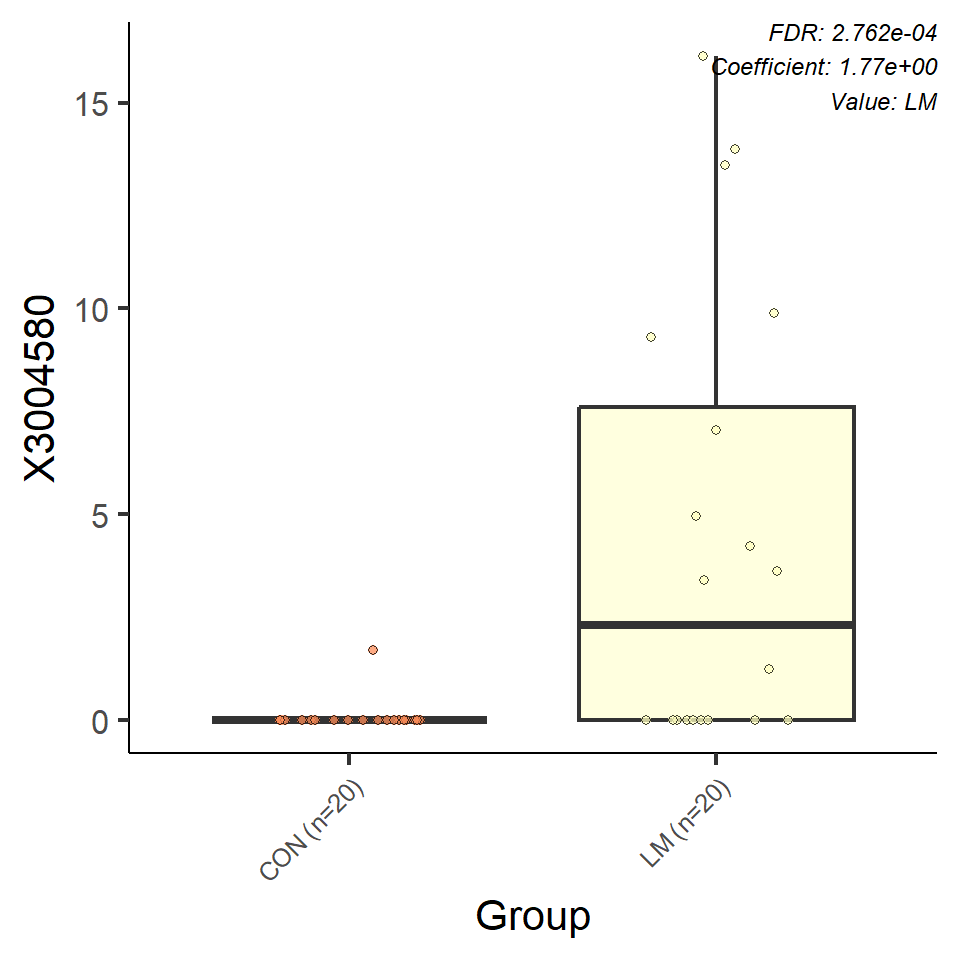 FDR: 2.762e-04
Coefficient: 1.77e+00
Value: LM
X3004580
15
10
5
0
CON (n=20)
LM (n=20)
Group